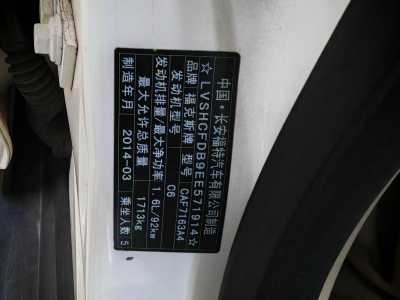 中国·长安福特汽车有限公司制造
☆LVSHCFDB9EE571914☆
品牌 福克斯牌 型号 CAF7163A4
发动机型号 C6
发动机排量/最大净功率 1.6L/92kw
最大允许总质量 1713kg
制造年月 2014-03 乘坐人数 5